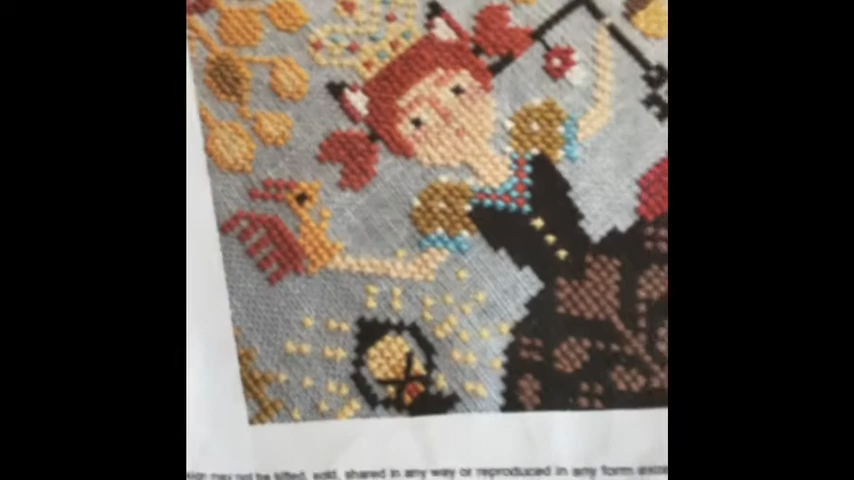 may not be kitted, sold, shared in any way or reproduced in any form